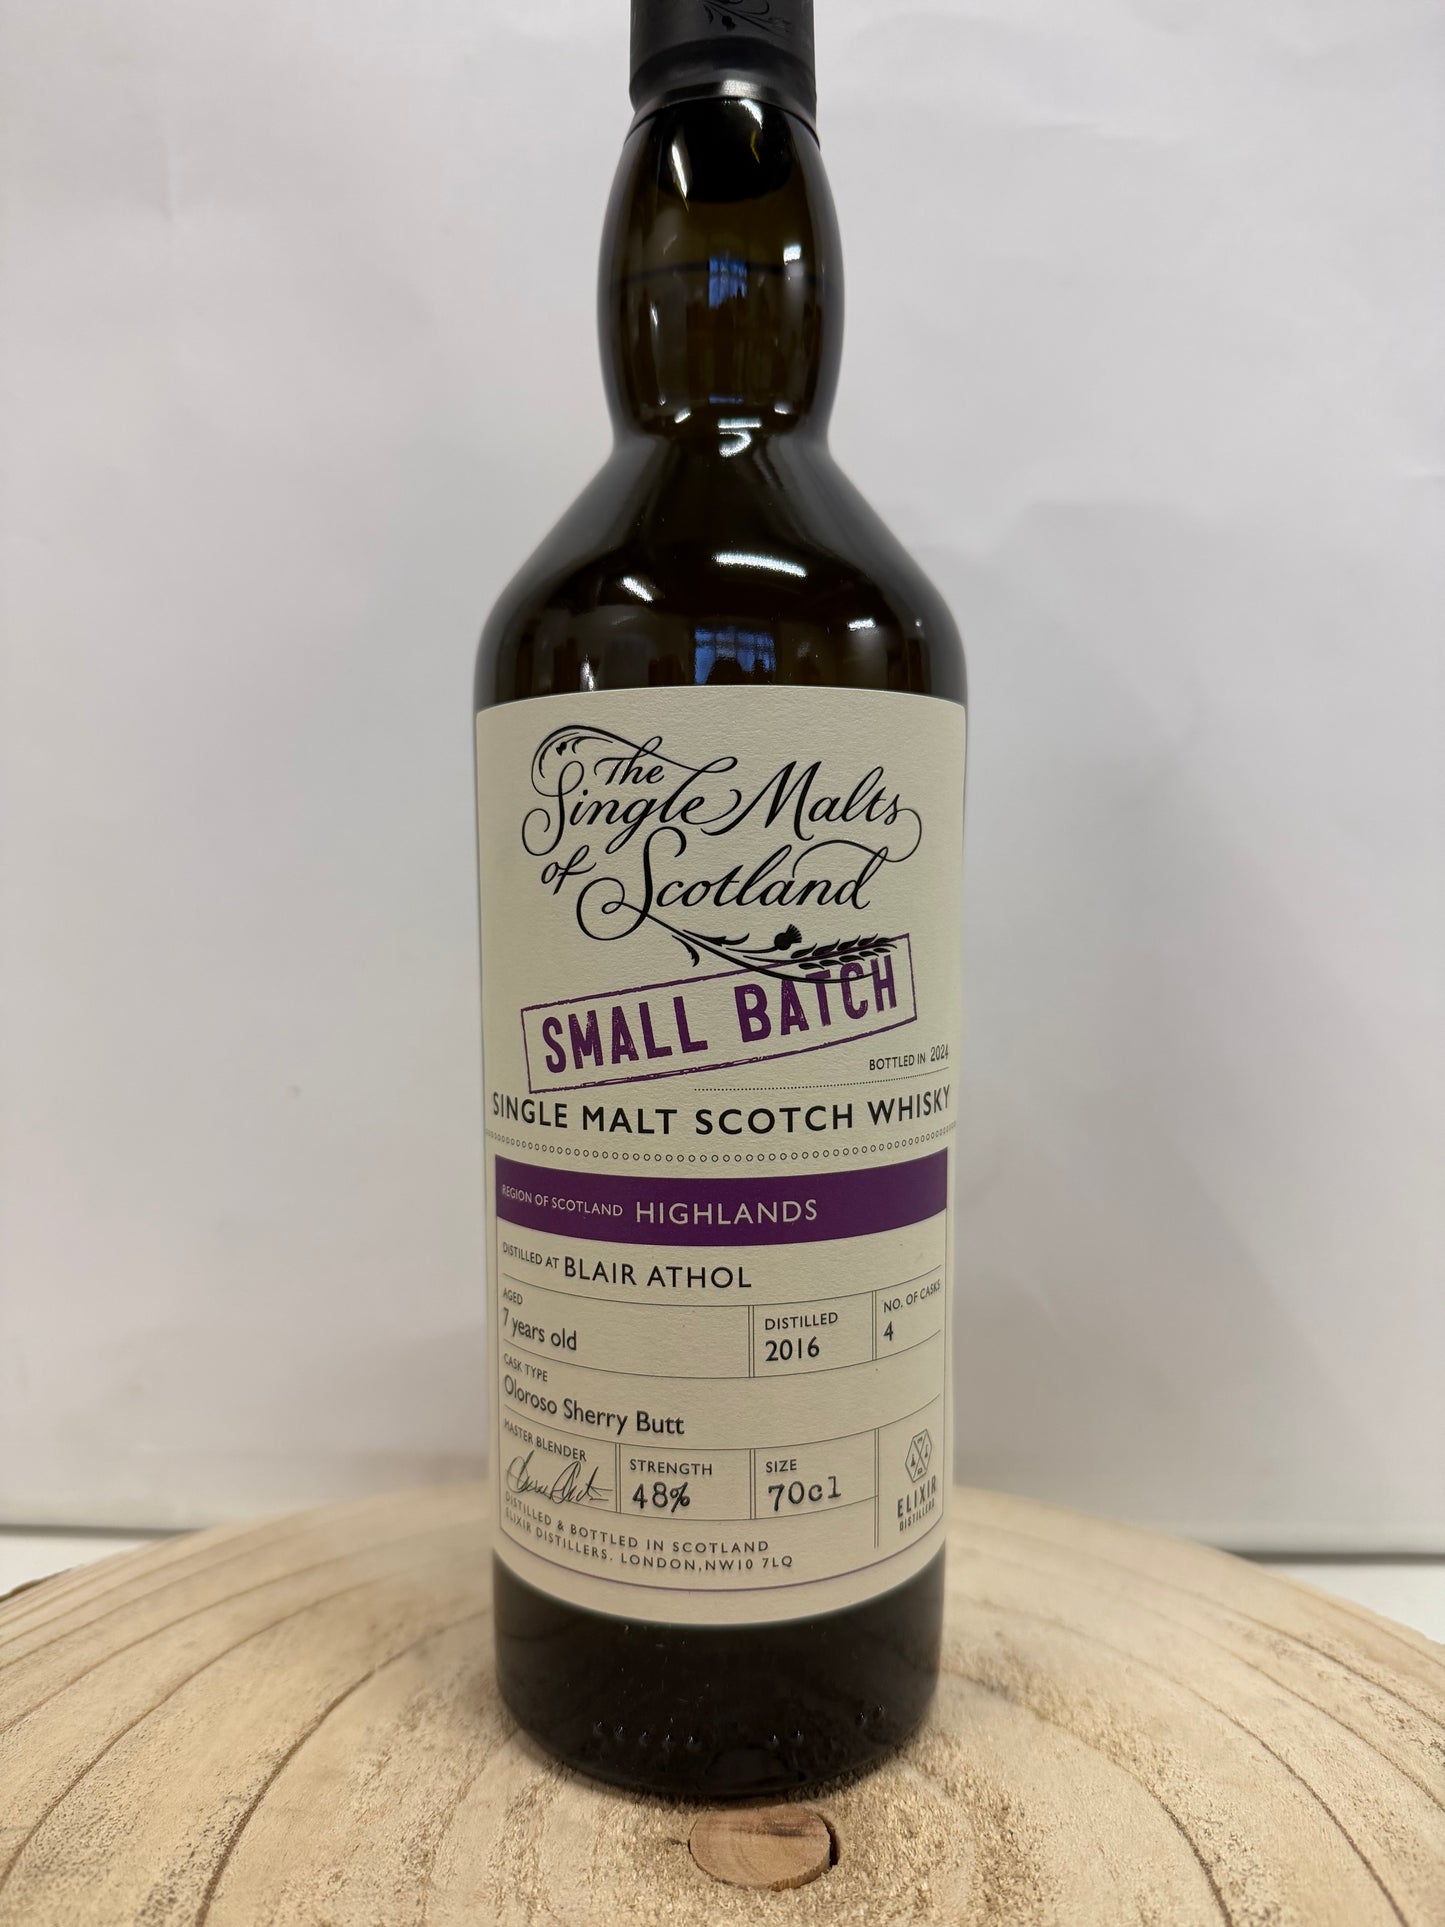 The
Single Malts
of Scotland
SMALL BATCH
BOTTLED IN 2024
SINGLE MALT SCOTCH WHISKY
REGION OF SCOTLAND HIGHLANDS
DISTILLED AT BLAIR ATHOL
AGED
7 years old
DISTILLED
2016
NO. OF CASKS
4
CASK TYPE
Oloroso Sherry Butt
MASTER BLENDER
STRENGTH
48%
SIZE
70cl
ELIXIR
DISTILLERS
DISTILLED & BOTTLED IN SCOTLAND
ELIXIR DISTILLERS. LONDON,NW10 7LQ